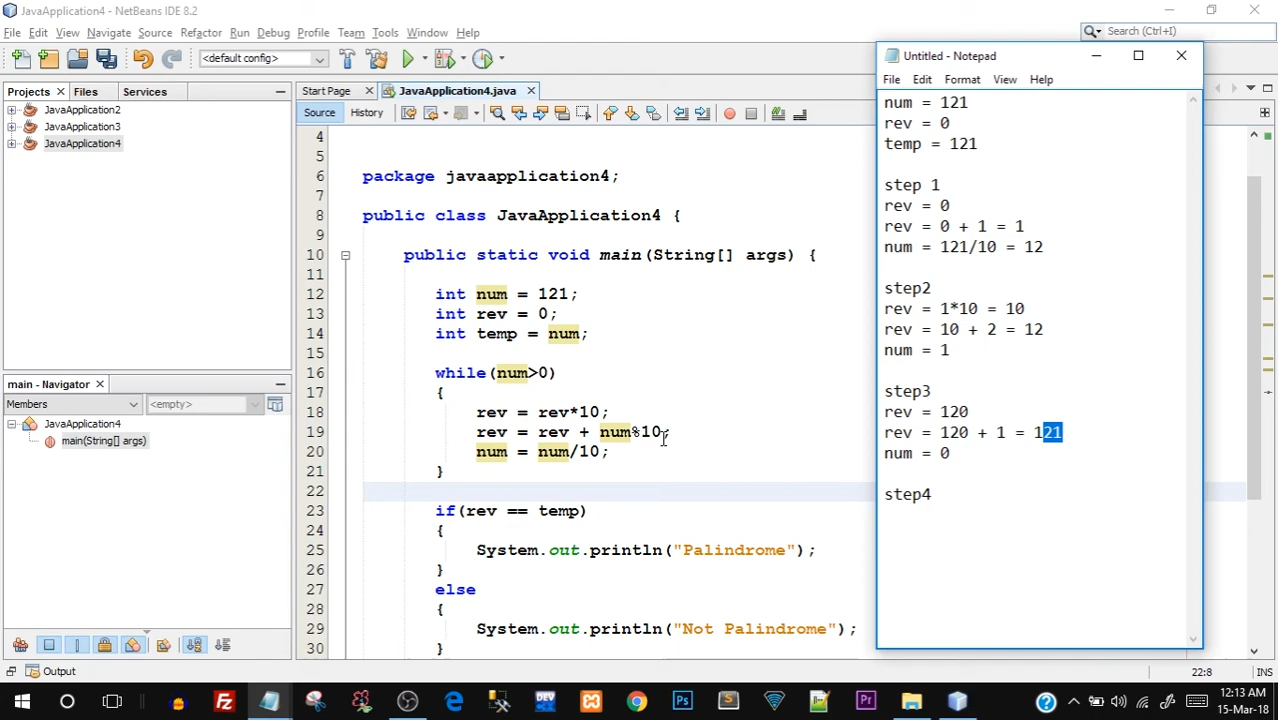 JavaApplication4 - NetBeans IDE 8.2
File Edit View Navigate Source Refactor Run Debug Profile Team Tools Window Help
Search (Ctrl+I)
<default config>
Projects Files Services
JavaApplication2
JavaApplication3
JavaApplication4
main - Navigator
Members <empty>
JavaApplication4
main(String[] args)
Start Page JavaApplication4.java
Source History
4
5
6 package javaapplication4;
7
8 public class JavaApplication4 {
9
10 public static void main(String[] args) {
11
12 int num = 121;
13 int rev = 0;
14 int temp = num;
15
16 while(num>0)
17 {
18 rev = rev*10;
19 rev = rev + num%10;
20 num = num/10;
21 }
22
23 if(rev == temp)
24 {
25 System.out.println("Palindrome");
26 }
27 else
28 {
29 System.out.println("Not Palindrome");
30 }
Untitled - Notepad
File Edit Format View Help
num = 121
rev = 0
temp = 121
step 1
rev = 0
rev = 0 + 1 = 1
num = 121/10 = 12
step2
rev = 1*10 = 10
rev = 10 + 2 = 12
num = 1
step3
rev = 120
rev = 120 + 1 = 121
num = 0
step4
Output
22:8 INS
12:13 AM
15-Mar-18